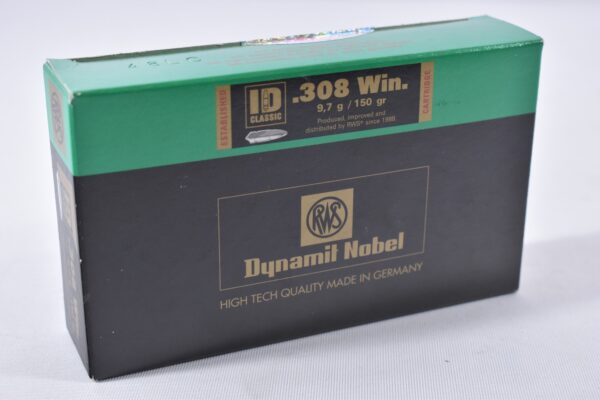 ESTABLISHED
ID
CLASSIC
.308 Win.
9,7 g / 150 gr
Produced, improved and
distributed by RWS® since
CARTRIDGE
RWS
Dynamit Nobel
HIGH TECH QUALITY MADE IN GERMANY